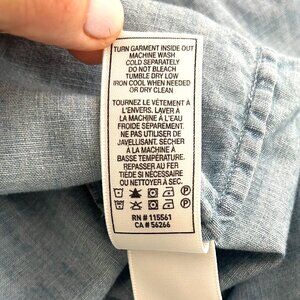 TURN GARMENT INSIDE OUT
MACHINE WASH
COLD SEPARATELY
DO NOT BLEACH
TUMBLE DRY LOW
IRON COOL WHEN NEEDED
OR DRY CLEAN
TOURNEZ LE VÊTEMENT À
L'ENVERS. LAVER À
LA MACHINE À L'EAU
FROIDE SÉPARÉMENT.
NE PAS UTILISER DE
JAVELLISANT. SÉCHER
À LA MACHINE À
BASSE TEMPÉRATURE.
REPASSER AU FER
TIÈDE SI NÉCESSAIRE
OU NETTOYER À SEC.
RN # 115561
CA # 56266